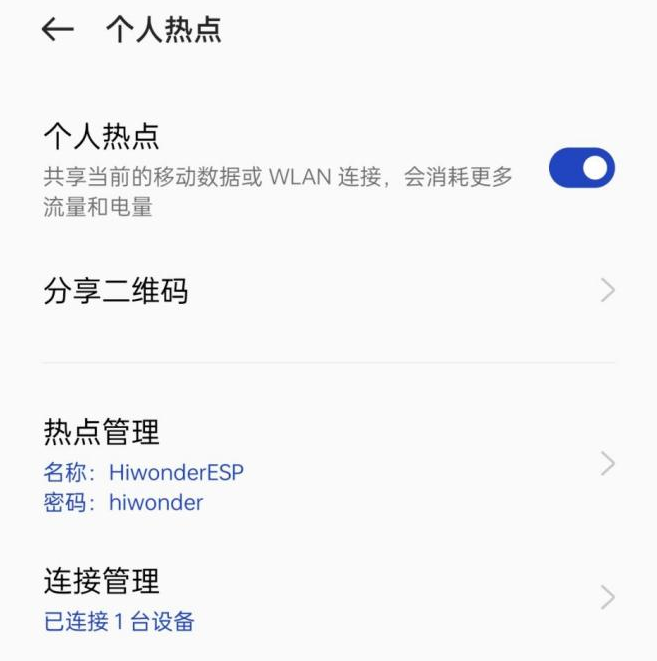 个人热点
个人热点
共享当前的移动数据或 WLAN 连接，会消耗更多
流量和电量
分享二维码
热点管理
名称：HiwonderESP
密码：hiwonder
连接管理
已连接 1 台设备